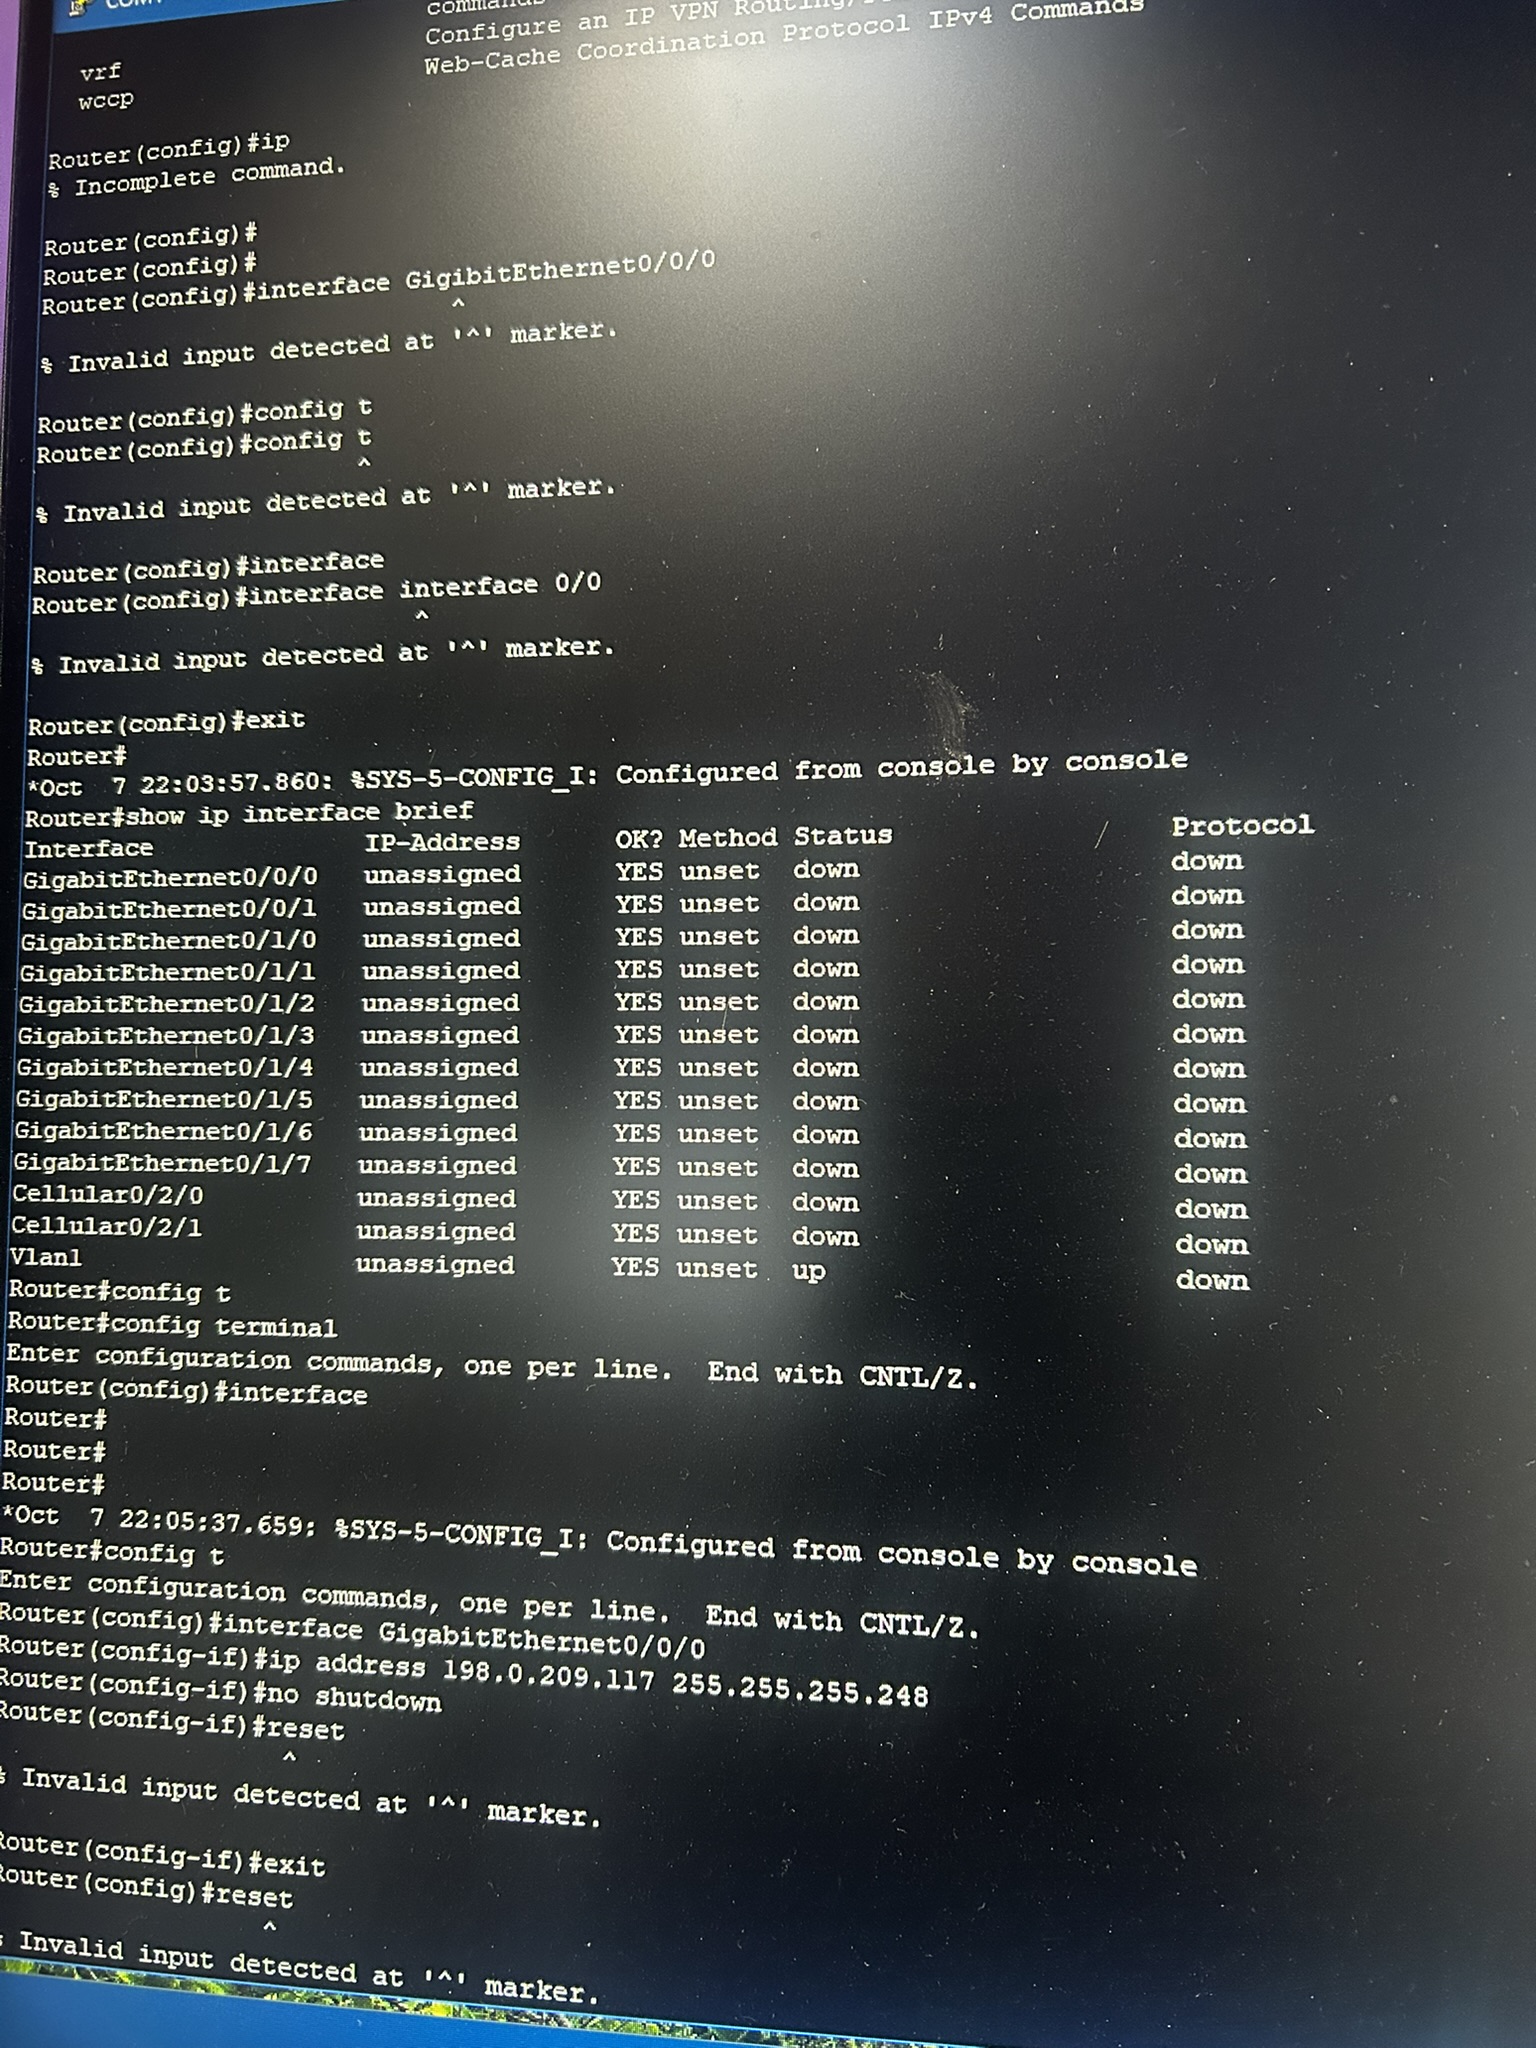 Configure an IP VPN
vrf
Web-Cache Coordination Protocol IPv4 Commands
wccp
Router(config)#ip
% Incomplete command.
Router(config)#
Router(config)#
Router(config)#interface GigibitEthernet0/0/0
^
% Invalid input detected at '^' marker.
Router(config)#config t
Router(config)#config t
^
% Invalid input detected at '^' marker.
Router(config)#interface
Router(config)#interface interface 0/0
^
% Invalid input detected at '^' marker.
Router(config)#exit
Router#
*Oct  7 22:03:57.860: %SYS-5-CONFIG_I: Configured from console by console
Router#show ip interface brief
Interface IP-Address OK? Method Status Protocol
GigabitEthernet0/0/0 unassigned YES unset down down
GigabitEthernet0/0/1 unassigned YES unset down down
GigabitEthernet0/1/0 unassigned YES unset down down
GigabitEthernet0/1/1 unassigned YES unset down down
GigabitEthernet0/1/2 unassigned YES unset down down
GigabitEthernet0/1/3 unassigned YES unset down down
GigabitEthernet0/1/4 unassigned YES unset down down
GigabitEthernet0/1/5 unassigned YES unset down down
GigabitEthernet0/1/6 unassigned YES unset down down
GigabitEthernet0/1/7 unassigned YES unset down down
Cellular0/2/0 unassigned YES unset down down
Cellular0/2/1 unassigned YES unset down down
Vlan1 unassigned YES unset up down
Router#config t
Router#config terminal
Enter configuration commands, one per line.  End with CNTL/Z.
Router(config)#interface
Router#
Router#
Router#
*Oct  7 22:05:37.659: %SYS-5-CONFIG_I: Configured from console by console
Router#config t
Enter configuration commands, one per line.  End with CNTL/Z.
Router(config)#interface GigabitEthernet0/0/0
Router(config-if)#ip address 198.0.209.117 255.255.255.248
Router(config-if)#no shutdown
Router(config-if)#reset
^
% Invalid input detected at '^' marker.
Router(config-if)#exit
Router(config)#reset
^
% Invalid input detected at '^' marker.